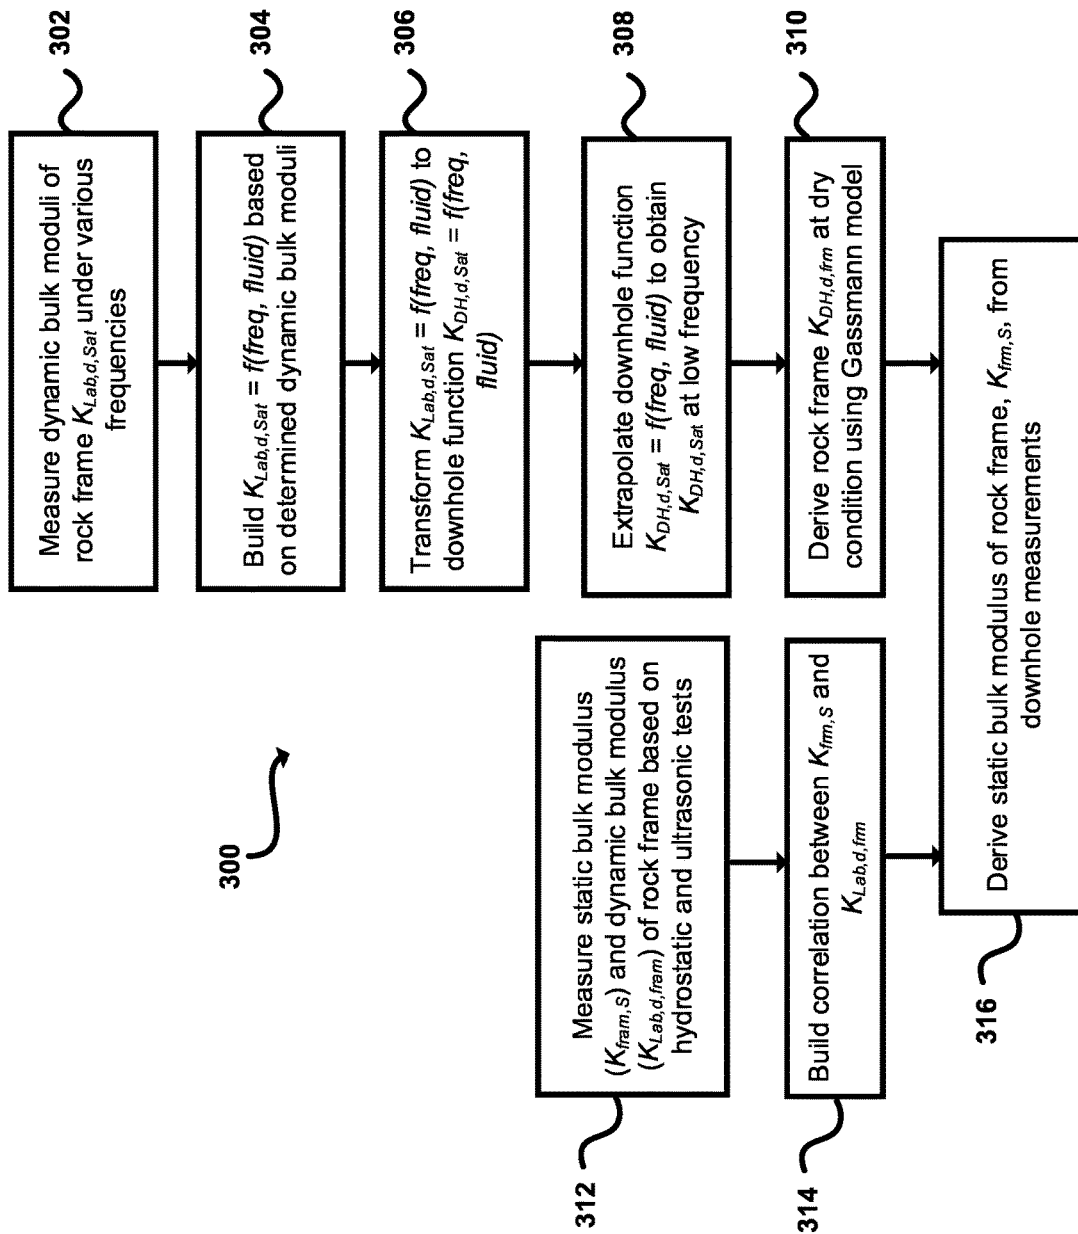 300
302
Measure dynamic bulk moduli of
rock frame K_Lab,d,Sat under various
frequencies
304
Build K_Lab,d,Sat = f(freq, fluid) based
on determined dynamic bulk moduli
306
Transform K_Lab,d,Sat = f(freq, fluid) to
downhole function K_DH,d,Sat = f(freq,
fluid)
308
Extrapolate downhole function
K_DH,d,Sat = f(freq, fluid) to obtain
K_DH,d,Sat at low frequency
310
Derive rock frame K_DH,d,frm at dry
condition using Gassmann model
312
Measure static bulk modulus
(K_fram,S) and dynamic bulk modulus
(K_Lab,d,fram) of rock frame based on
hydrostatic and ultrasonic tests
314
Build correlation between K_frm,S and
K_Lab,d,frm
316
Derive static bulk modulus of rock frame, K_frm,S, from
downhole measurements